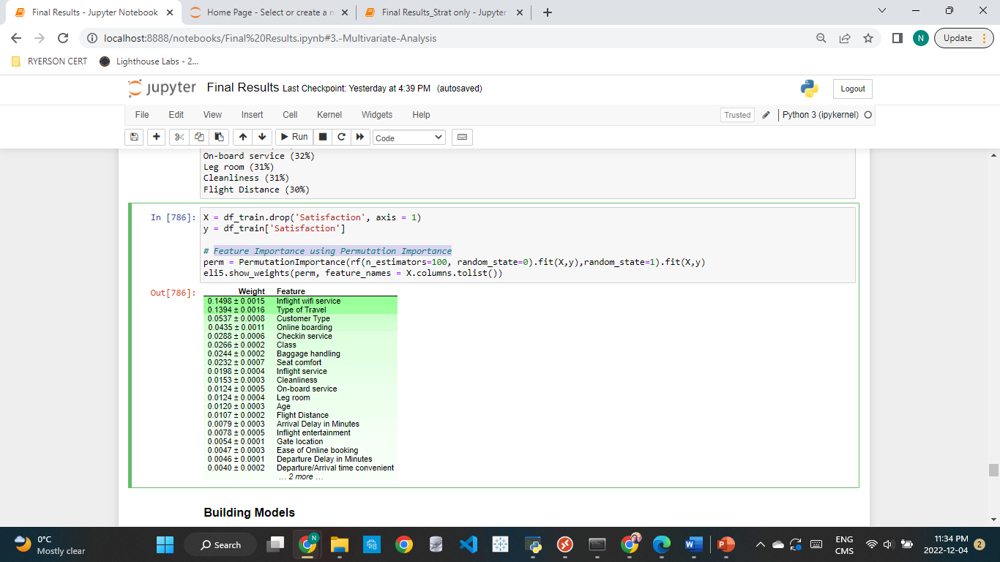 Final Results - Jupyter Notebook
Home Page - Select or create a n
Final Results_Strat only - Jupyter
localhost:8888/notebooks/Final%20Results.ipynb#3.-Multivariate-Analysis
N
Update
RYERSON CERT
Lighthouse Labs - 2...
jupyter Final Results Last Checkpoint: Yesterday at 4:39 PM (autosaved)
Logout
File Edit View Insert Cell Kernel Widgets Help
Trusted
Python 3 (ipykernel)
Run
Code
On-board service (32%)
Leg room (31%)
Cleanliness (31%)
Flight Distance (30%)
In [786]: X = df_train.drop('Satisfaction', axis = 1)
y = df_train['Satisfaction']
# Feature Importance using Permutation Importance
perm = PermutationImportance(rf(n_estimators=100, random_state=0).fit(X,y),random_state=1).fit(X,y)
eli5.show_weights(perm, feature_names = X.columns.tolist())
Out[786]: Weight Feature
0.1498 ± 0.0015 Inflight wifi service
0.1394 ± 0.0016 Type of Travel
0.0537 ± 0.0008 Customer Type
0.0435 ± 0.0011 Online boarding
0.0288 ± 0.0006 Checkin service
0.0266 ± 0.0002 Class
0.0244 ± 0.0002 Baggage handling
0.0232 ± 0.0007 Seat comfort
0.0198 ± 0.0004 Inflight service
0.0153 ± 0.0003 Cleanliness
0.0124 ± 0.0005 On-board service
0.0124 ± 0.0004 Leg room
0.0120 ± 0.0003 Age
0.0107 ± 0.0002 Flight Distance
0.0079 ± 0.0003 Arrival Delay in Minutes
0.0078 ± 0.0005 Inflight entertainment
0.0054 ± 0.0001 Gate location
0.0047 ± 0.0003 Ease of Online booking
0.0046 ± 0.0001 Departure Delay in Minutes
0.0040 ± 0.0002 Departure/Arrival time convenient
… 2 more …
Building Models
0°C
Mostly clear
Search
N
W
P
ENG
CMS
11:34 PM
2022-12-04
2